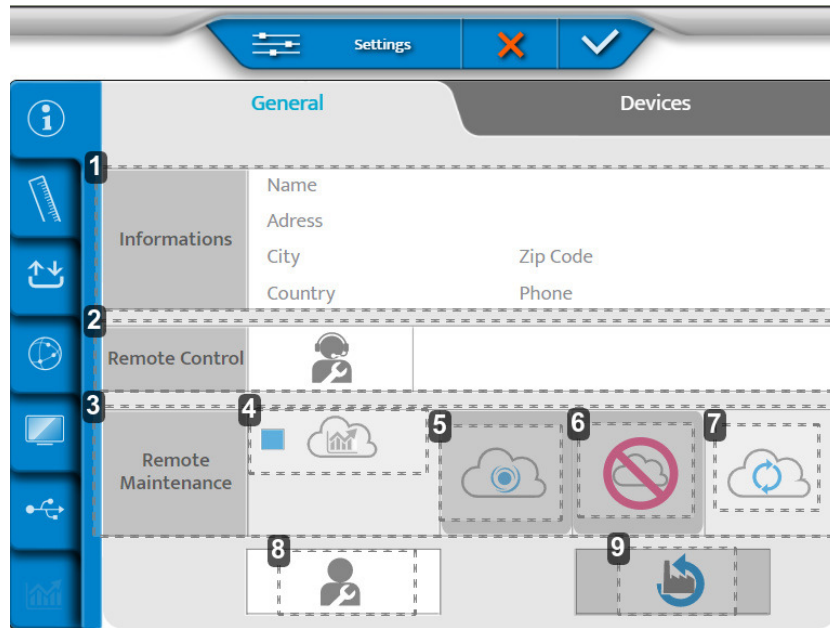 Settings
General
Devices
1
Informations
Name
Adress
City
Zip Code
Country
Phone
2
Remote Control
3
4
5
6
7
Remote
Maintenance
8
9